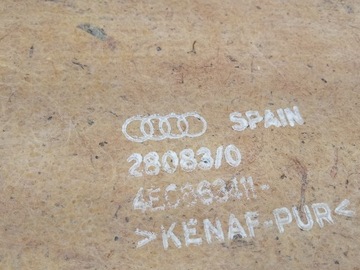 SPAIN
28083/0
4E0863411-
>KENAF-PUR<